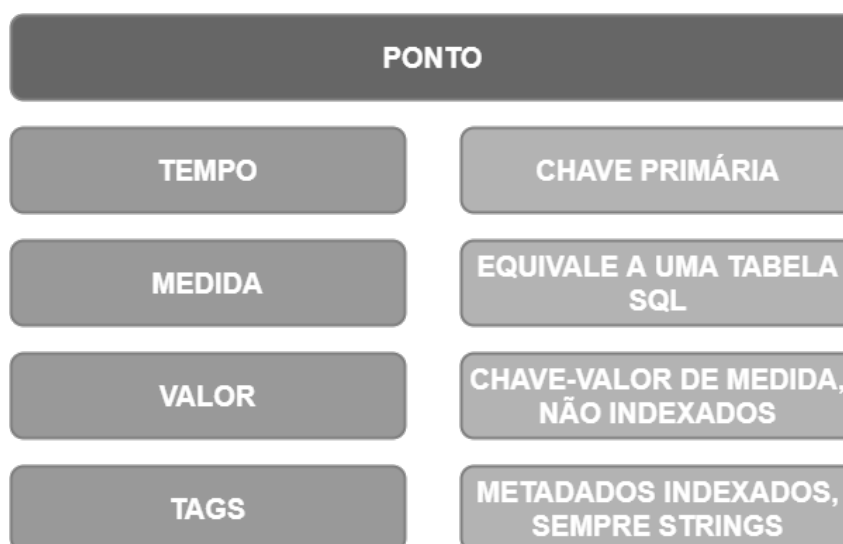 PONTO
TEMPO
CHAVE PRIMÁRIA
MEDIDA
EQUIVALE A UMA TABELA
SQL
VALOR
CHAVE-VALOR DE MEDIDA,
NÃO INDEXADOS
TAGS
METADADOS INDEXADOS,
SEMPRE STRINGS